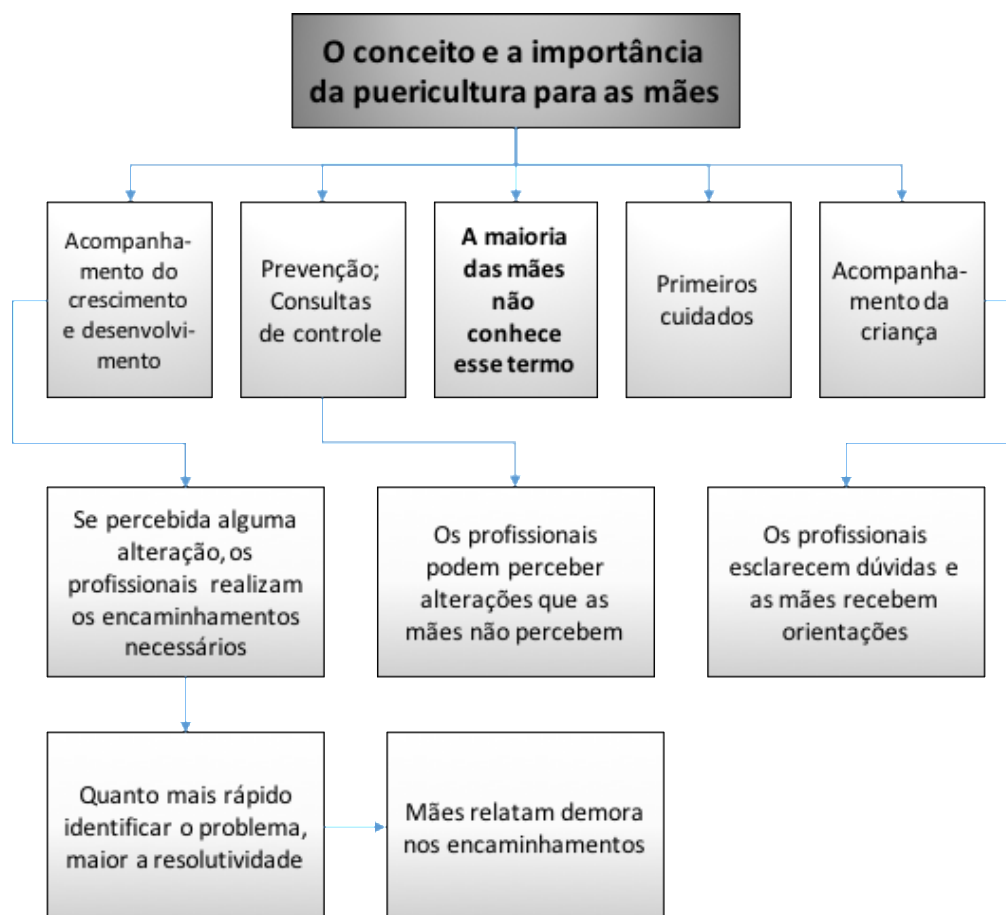 O conceito e a importância
da puericultura para as mães
Acompanha-
mento do
crescimento
e desenvolvi-
mento
Prevenção;
Consultas
de controle
A maioria
das mães
não
conhece
esse termo
Primeiros
cuidados
Acompanha-
mento da
criança
Se percebida alguma
alteração, os
profissionais realizam
os encaminhamentos
necessários
Os profissionais
podem perceber
alterações que as
mães não percebem
Os profissionais
esclarecem dúvidas e
as mães recebem
orientações
Quanto mais rápido
identificar o problema,
maior a resolutividade
Mães relatam demora
nos encaminhamentos